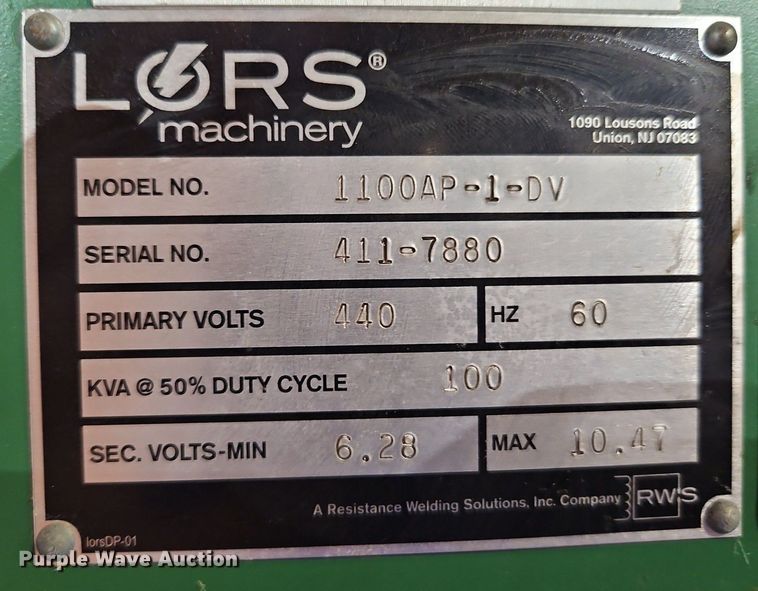 LORS®
machinery
1090 Lousons Road
Union, NJ 07083
MODEL NO. 1100AP-1-DV
SERIAL NO. 411-7880
PRIMARY VOLTS 440 HZ 60
KVA @ 50% DUTY CYCLE 100
SEC. VOLTS-MIN 6.28 MAX 10.47
A Resistance Welding Solutions, Inc. Company RWS
lorsDP-01
Purple Wave Auction